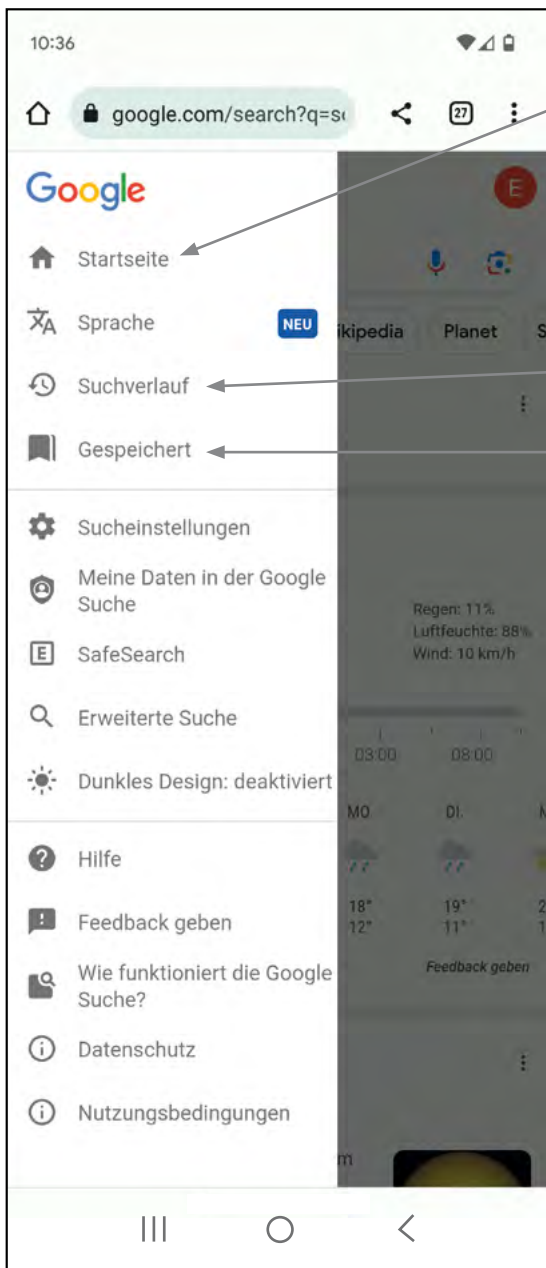 10:36
google.com/search?q=s
27
Google
E
Startseite
Sprache
NEU
ikipedia
Planet
S
Suchverlauf
Gespeichert
Sucheinstellungen
Meine Daten in der Google
Suche
Regen: 11%
Luftfeuchte: 88%
Wind: 10 km/h
SafeSearch
Erweiterte Suche
03:00
08:00
Dunkles Design: deaktiviert
MO
DI.
Hilfe
18°
19°
2
12°
11°
1
Feedback geben
Feedback geben
Wie funktioniert die Google
Suche?
Datenschutz
Nutzungsbedingungen
m